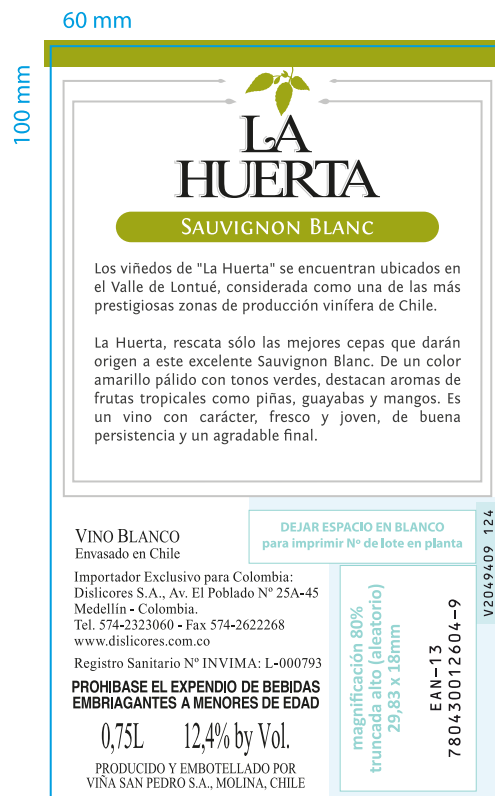 60 mm
100 mm
LA
HUERTA
SAUVIGNON BLANC
Los viñedos de "La Huerta" se encuentran ubicados en
el Valle de Lontué, considerada como una de las más
prestigiosas zonas de producción vinífera de Chile.
La Huerta, rescata sólo las mejores cepas que darán
origen a este excelente Sauvignon Blanc. De un color
amarillo pálido con tonos verdes, destacan aromas de
frutas tropicales como piñas, guayabas y mangos. Es
un vino con carácter, fresco y joven, de buena
persistencia y un agradable final.
VINO BLANCO
Envasado en Chile
Importador Exclusivo para Colombia:
Dislicores S.A., Av. El Poblado Nº 25A-45
Medellín - Colombia.
Tel. 574-2323060 - Fax 574-2622268
www.dislicores.com.co
Registro Sanitario Nº INVIMA: L-000793
PROHIBASE EL EXPENDIO DE BEBIDAS
EMBRIAGANTES A MENORES DE EDAD
0,75L 12,4% by Vol.
PRODUCIDO Y EMBOTELLADO POR
VIÑA SAN PEDRO S.A., MOLINA, CHILE
DEJAR ESPACIO EN BLANCO
para imprimir Nº de lote en planta
magnificación 80%
truncada alto (aleatorio)
29,83 x 18mm
EAN-13
780430012604-9
V2049409 124